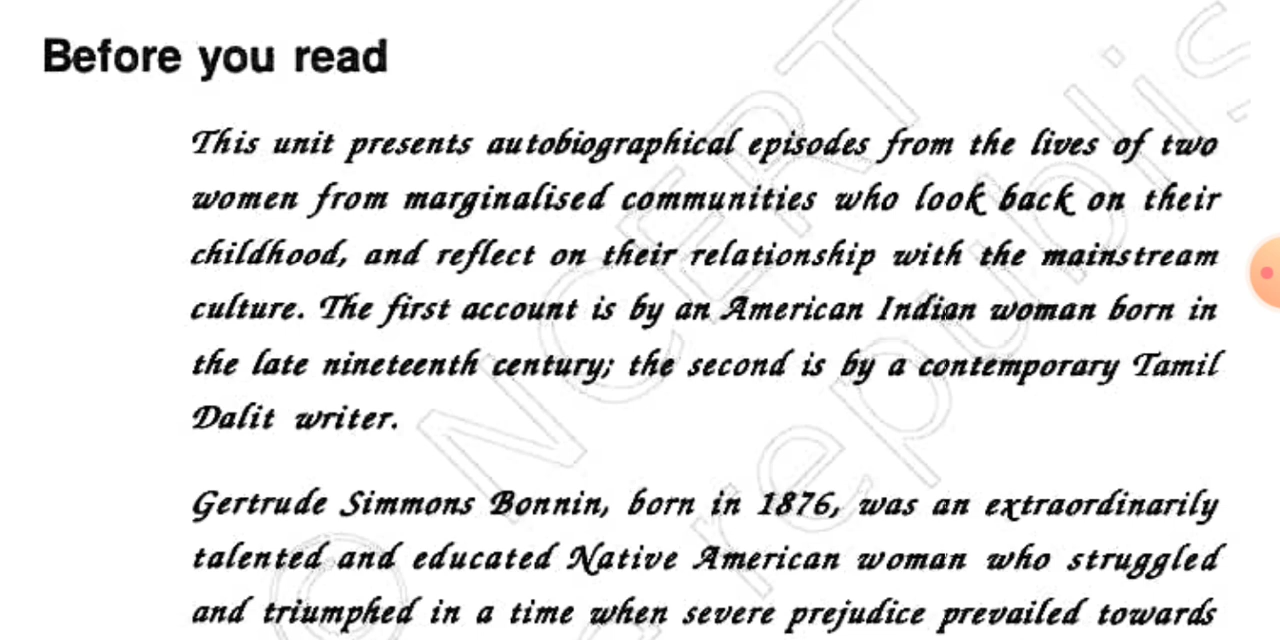 Before you read
This unit presents autobiographical episodes from the lives of two
women from marginalised communities who look back on their
childhood, and reflect on their relationship with the mainstream
culture. The first account is by an American Indian woman born in
the late nineteenth century; the second is by a contemporary Tamil
Dalit writer.
Gertrude Simmons Bonnin, born in 1876, was an extraordinarily
talented and educated Native American woman who struggled
and triumphed in a time when severe prejudice prevailed towards
© NCERT
republis